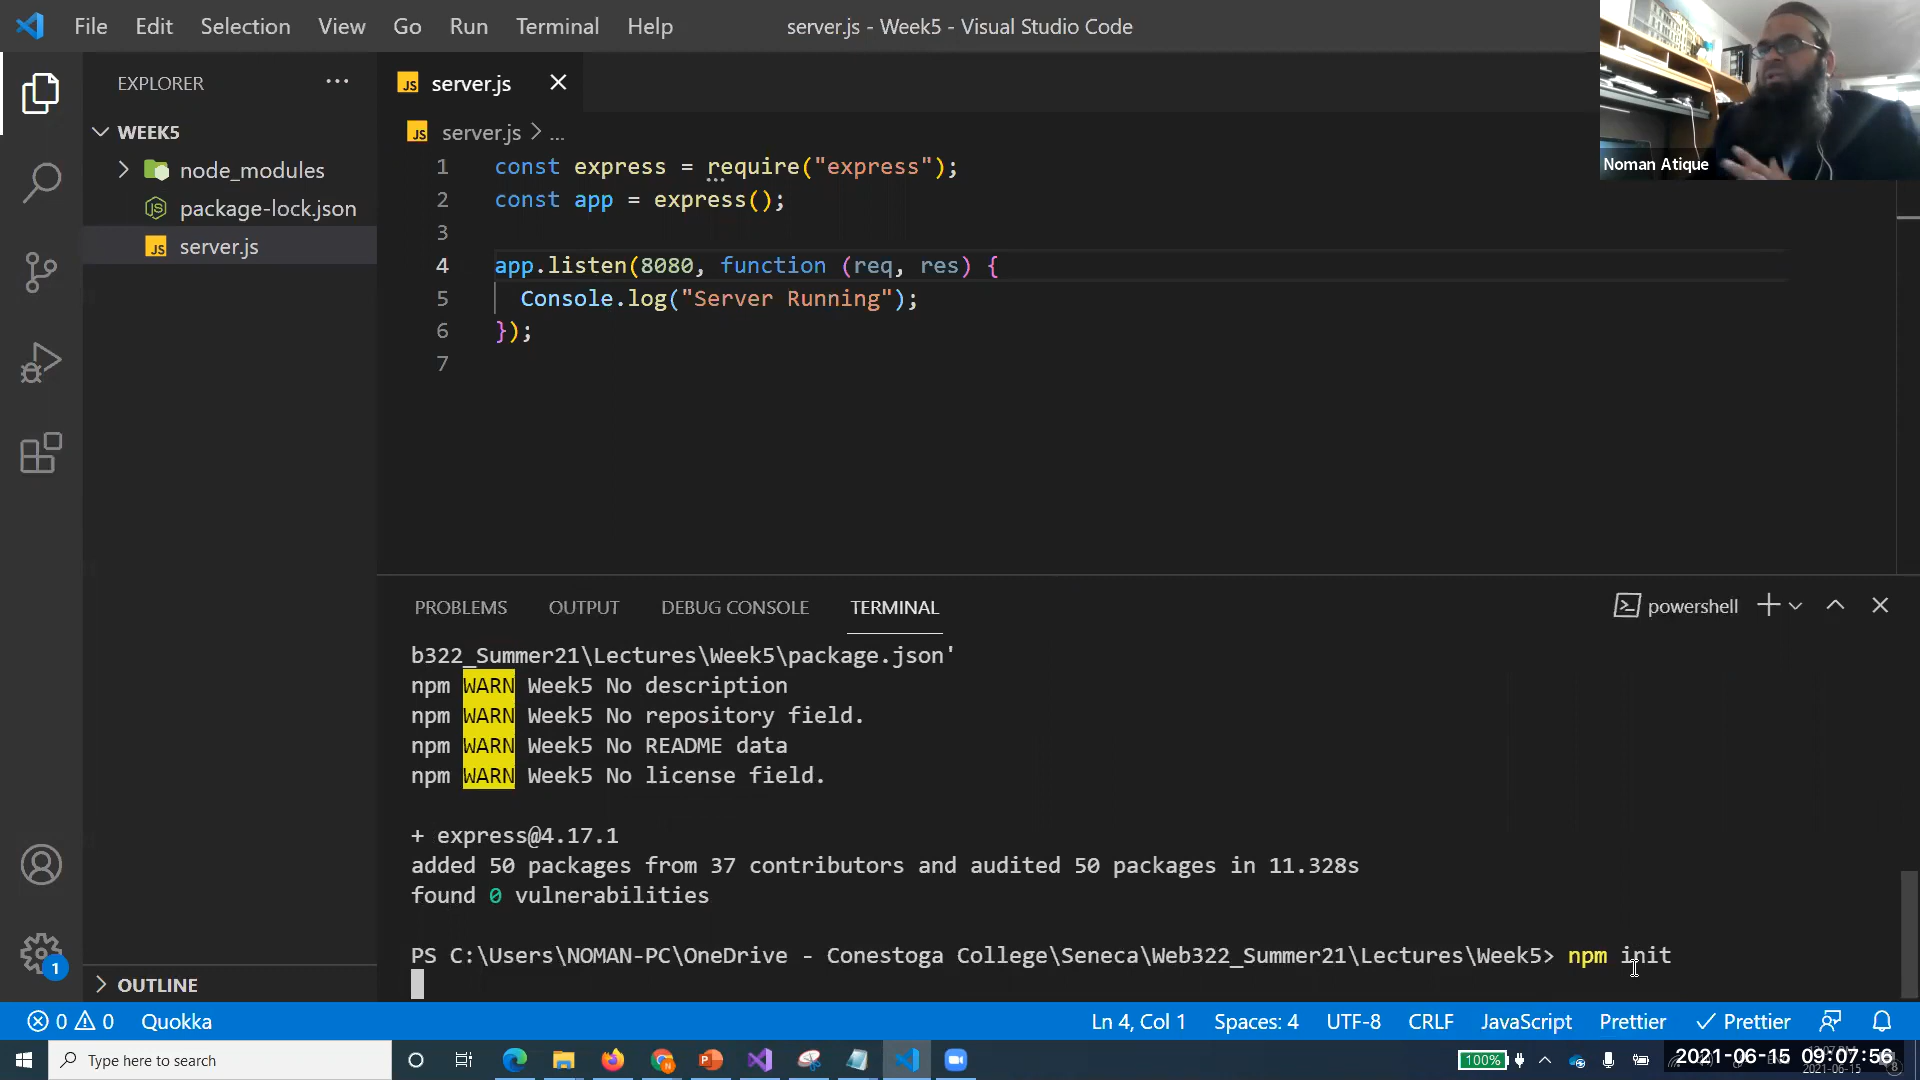 File Edit Selection View Go Run Terminal Help server.js - Week5 - Visual Studio Code
EXPLORER
WEEK5
node_modules
package-lock.json
JS server.js
OUTLINE
JS server.js
JS server.js > ...
1 const express = require("express");
2 const app = express();
3
4 app.listen(8080, function (req, res) {
5 Console.log("Server Running");
6 });
7
Noman Atique
PROBLEMS OUTPUT DEBUG CONSOLE TERMINAL powershell
b322_Summer21\Lectures\Week5\package.json'
npm WARN Week5 No description
npm WARN Week5 No repository field.
npm WARN Week5 No README data
npm WARN Week5 No license field.
+ express@4.17.1
added 50 packages from 37 contributors and audited 50 packages in 11.328s
found 0 vulnerabilities
PS C:\Users\NOMAN-PC\OneDrive - Conestoga College\Seneca\Web322_Summer21\Lectures\Week5> npm init
1
0 0 Quokka Ln 4, Col 1 Spaces: 4 UTF-8 CRLF JavaScript Prettier Prettier
Type here to search
100%
2021-06-15 09:07:56
2021-06-15